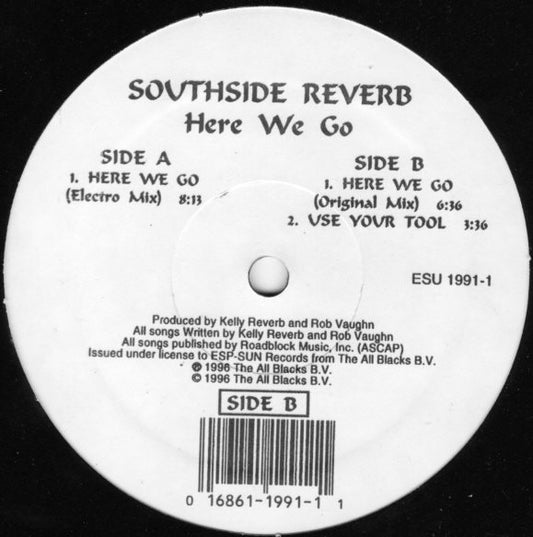 SOUTHSIDE REVERB
Here We Go
SIDE A
1. HERE WE GO
(Electro Mix) 8:13
SIDE B
1. HERE WE GO
(Original Mix) 6:36
2. USE YOUR TOOL 3:36
ESU 1991-1
Produced by Kelly Reverb and Rob Vaughn
All songs Written by Kelly Reverb and Rob Vaughn
All songs published by Roadblock Music, Inc. (ASCAP)
Issued under license to ESP-SUN Records from The All Blacks B.V.
℗ 1996 The All Blacks B.V.
© 1996 The All Blacks B.V.
SIDE B
0 16861-1991-1 1